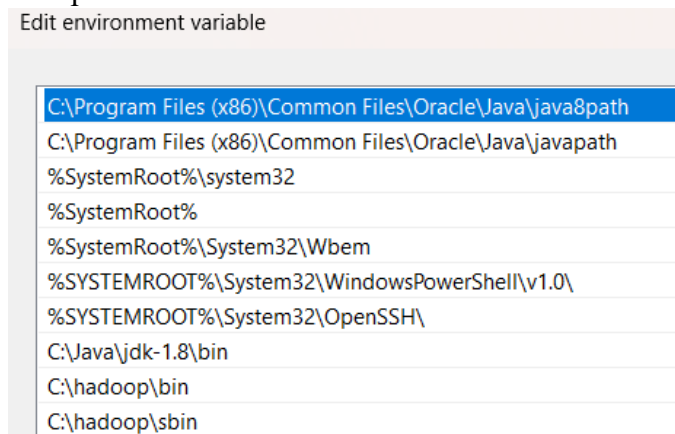 Edit environment variable
C:\Program Files (x86)\Common Files\Oracle\Java\java8path
C:\Program Files (x86)\Common Files\Oracle\Java\javapath
%SystemRoot%\system32
%SystemRoot%
%SystemRoot%\System32\Wbem
%SYSTEMROOT%\System32\WindowsPowerShell\v1.0\
%SYSTEMROOT%\System32\OpenSSH\
C:\Java\jdk-1.8\bin
C:\hadoop\bin
C:\hadoop\sbin